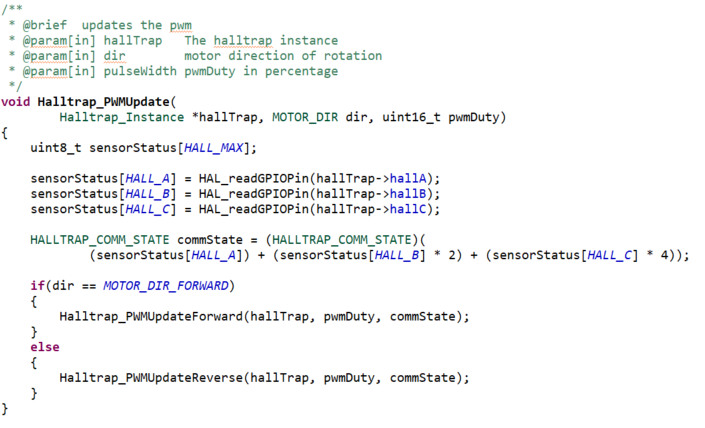 /**
 * @brief  updates the pwm
 * @param[in] hallTrap   The halltrap instance
 * @param[in] dir        motor direction of rotation
 * @param[in] pulseWidth pwmDuty in percentage
 */
void Halltrap_PWMUpdate(
        Halltrap_Instance *hallTrap, MOTOR_DIR dir, uint16_t pwmDuty)
{
    uint8_t sensorStatus[HALL_MAX];

    sensorStatus[HALL_A] = HAL_readGPIOPin(hallTrap->hallA);
    sensorStatus[HALL_B] = HAL_readGPIOPin(hallTrap->hallB);
    sensorStatus[HALL_C] = HAL_readGPIOPin(hallTrap->hallC);

    HALLTRAP_COMM_STATE commState = (HALLTRAP_COMM_STATE)(
            (sensorStatus[HALL_A]) + (sensorStatus[HALL_B] * 2) + (sensorStatus[HALL_C] * 4));

    if(dir == MOTOR_DIR_FORWARD)
    {
        Halltrap_PWMUpdateForward(hallTrap, pwmDuty, commState);
    }
    else
    {
        Halltrap_PWMUpdateReverse(hallTrap, pwmDuty, commState);
    }
}